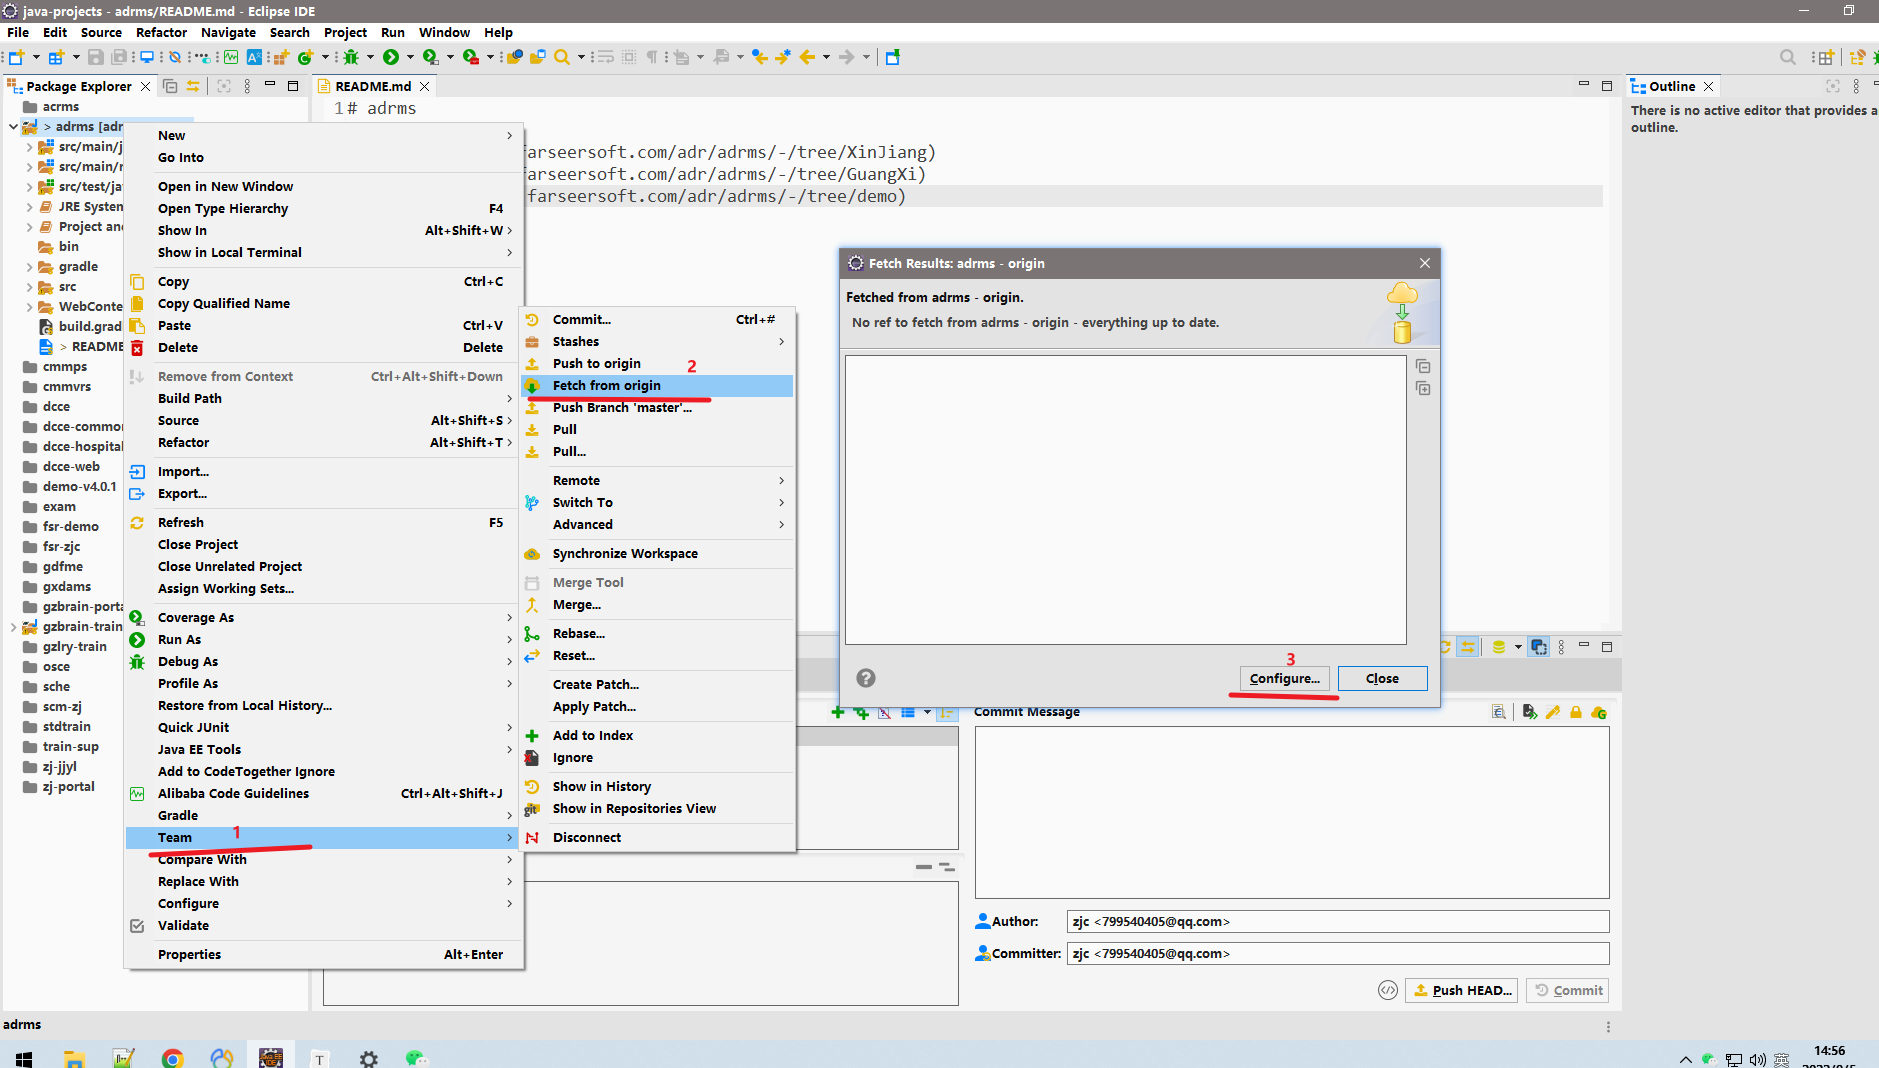 java-projects - adrms/README.md - Eclipse IDE
File Edit Source Refactor Navigate Search Project Run Window Help
Package Explorer
acrms
> adrms [adr
src/main/j
src/main/r
src/test/ja
JRE System
Project and
bin
gradle
src
WebConte
build.grad
> README
cmmps
cmmvrs
dcce
dcce-common
dcce-hospital
dcce-web
demo-v4.0.1
exam
fsr-demo
fsr-zjc
gdfme
gxdams
gzbrain-porta
gzbrain-train
gzlry-train
osce
sche
scm-zj
stdtrain
train-sup
zj-jjyl
zj-portal
adrms
README.md
1 # adrms
farseersoft.com/adr/adrms/-/tree/XinJiang)
farseersoft.com/adr/adrms/-/tree/GuangXi)
farseersoft.com/adr/adrms/-/tree/demo)
New
Go Into
Open in New Window
Open Type Hierarchy F4
Show In Alt+Shift+W
Show in Local Terminal
Copy Ctrl+C
Copy Qualified Name
Paste Ctrl+V
Delete Delete
Remove from Context Ctrl+Alt+Shift+Down
Build Path
Source Alt+Shift+S
Refactor Alt+Shift+T
Import...
Export...
Refresh F5
Close Project
Close Unrelated Project
Assign Working Sets...
Coverage As
Run As
Debug As
Profile As
Restore from Local History...
Quick JUnit
Java EE Tools
Add to CodeTogether Ignore
Alibaba Code Guidelines Ctrl+Alt+Shift+J
Gradle
Team 1
Compare With
Replace With
Configure
Validate
Properties Alt+Enter
Commit... Ctrl+#
Stashes
Push to origin 2
Fetch from origin
Push Branch 'master'...
Pull
Pull...
Remote
Switch To
Advanced
Synchronize Workspace
Merge Tool
Merge...
Rebase...
Reset...
Create Patch...
Apply Patch...
Add to Index
Ignore
Show in History
git Show in Repositories View
Disconnect
Fetch Results: adrms - origin
Fetched from adrms - origin.
No ref to fetch from adrms - origin - everything up to date.
3
Configure... Close
Outline
There is no active editor that provides a
outline.
Commit Message
Author: zjc <799540405@qq.com>
Committer: zjc <799540405@qq.com>
Push HEAD... Commit
T
英
14:56